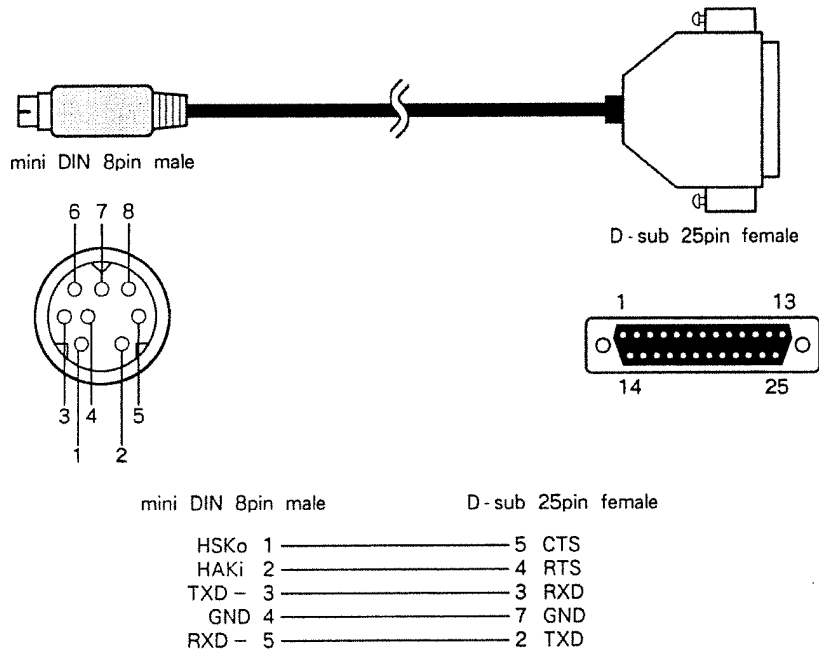 mini DIN 8pin male
D-sub 25pin female
6 7 8
3 4 5
1 2
1 13
14 25
mini DIN 8pin male D-sub 25pin female
HSKo 1 5 CTS
HAKi 2 4 RTS
TXD- 3 3 RXD
GND 4 7 GND
RXD- 5 2 TXD